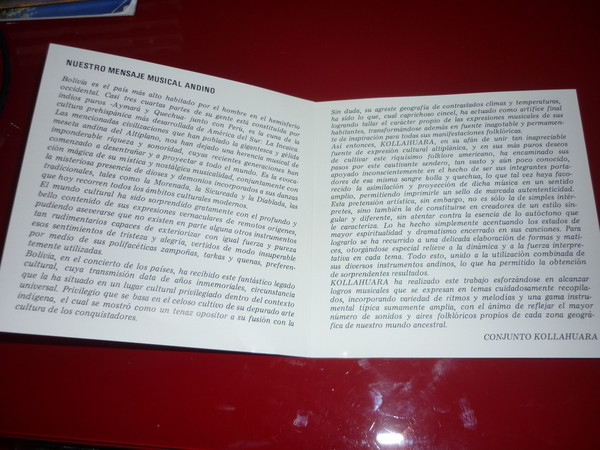 NUESTRO MENSAJE MUSICAL ANDINO
Bolivia es el país más alto habitado por el hombre en el hemisferio
occidental. Casi tres cuartas partes de su gente está constituida por
indios puros -Aymará y Quechua- junto con Perú, es la cuna de la
cultura prehispánica más desarrollada de América del Sur: La Incaica
Las mencionadas civilizaciones que han poblado la gigantesca y gélida
meseta andina del Altiplano, nos han dejado una herencia musical de
imponderable riqueza y sonoridad, cuyas recientes generaciones han
comenzado a desentrañar y a proyectar a todo el mundo. Es la evoca-
ción mágica de su mística y nostálgica musicalidad, conjuntamente con
la misteriosa presencia de dioses y demonios incorporados a sus danzas
tradicionales, tales como la Morenada, la Sicureada y la Diablada, las
que hoy recorren todos los ámbitos culturales modernos.
El mundo cultural ha sido sorprendido gratamente con el profundo y
bello contenido de sus expresiones vernaculares de remotos orígenes,
pudiendo aseverarse que no existen en parte alguna otros instrumentos
tan rudimentarios capaces de exteriorizar con igual fuerza y pureza
esos sentimientos de tristeza y alegría, vertidos de modo insuperable
por medio de sus polifacéticas zampoñas, tarkas y quenas, preferen-
temente utilizadas.
Bolivia, en el concierto de los países, ha recibido este fantástico legado
cultural, cuya transmisión data de años inmemoriales, circunstancia
que la ha situado en un lugar cultural privilegiado dentro del contexto
universal. Privilegio que se basa en el celoso cultivo de su depurado arte
indígena, el cual se mostró como un tenaz opositor a su fusión con la
cultura de los conquistadores.
Sin duda, su agreste geografía de contrastados climas y temperaturas,
ha sido lo que, cual caprichoso cincel, ha actuado como artífice final
logrando tallar el carácter propio de las expresiones musicales de sus
habitantes, transformándose además en fuente inagotable y permanen-
te de inspiración para todas sus manifestaciones folklóricas.
Así entonces, KOLLAHUARA, en su afán de unir tan inapreciable
fuente de expresión cultural altiplánica, y en sus más puros deseos
de cultivar este riquísimo folklore americano, ha encaminado sus
pasos por este cautivante sendero, tan vasto y aún poco conocido,
apoyado inconscientemente en el hecho de ser sus integrantes porta-
dores de esa misma sangre bolla y quechua, lo que tal vez haya favo-
recido la asimilación y proyección de dicha música en un sentido
amplio, permitiendo imprimirle un sello de marcada autententicidad.
Esta pretensión artística, sin embargo, no es sólo la de simples intér-
pretes, sino también la de constituirse en creadores de un estilo sin-
gular y diferente, sin atentar contra la esencia de lo autóctono que
le caracteriza. Lo ha hecho simplemente acentuando los estados de
mayor espiritualidad y dramatismo encerrado en sus canciones. Para
lograrlo se ha recurrido a una delicada elaboración de formas y mati-
ces, otorgándose especial relieve a la dinámica y a la fuerza interpre-
tativa en cada tema. Todo esto, unido a la utilización combinada de
sus diversos instrumentos andinos, lo que ha permitido la obtención
de sorprendentes resultados.
KOLLAHUARA ha realizado este trabajo esforzándose en alcanzar
logros musicales que se expresan en temas cuidadosamente recopila-
dos, incorporando variedad de ritmos y melodías y una gama instru-
mental típica sumamente amplia, con el ánimo de reflejar el mayor
número de sonidos y aires folklóricos propios de cada zona geográ-
fica de nuestro mundo ancestral.
CONJUNTO KOLLAHUARA